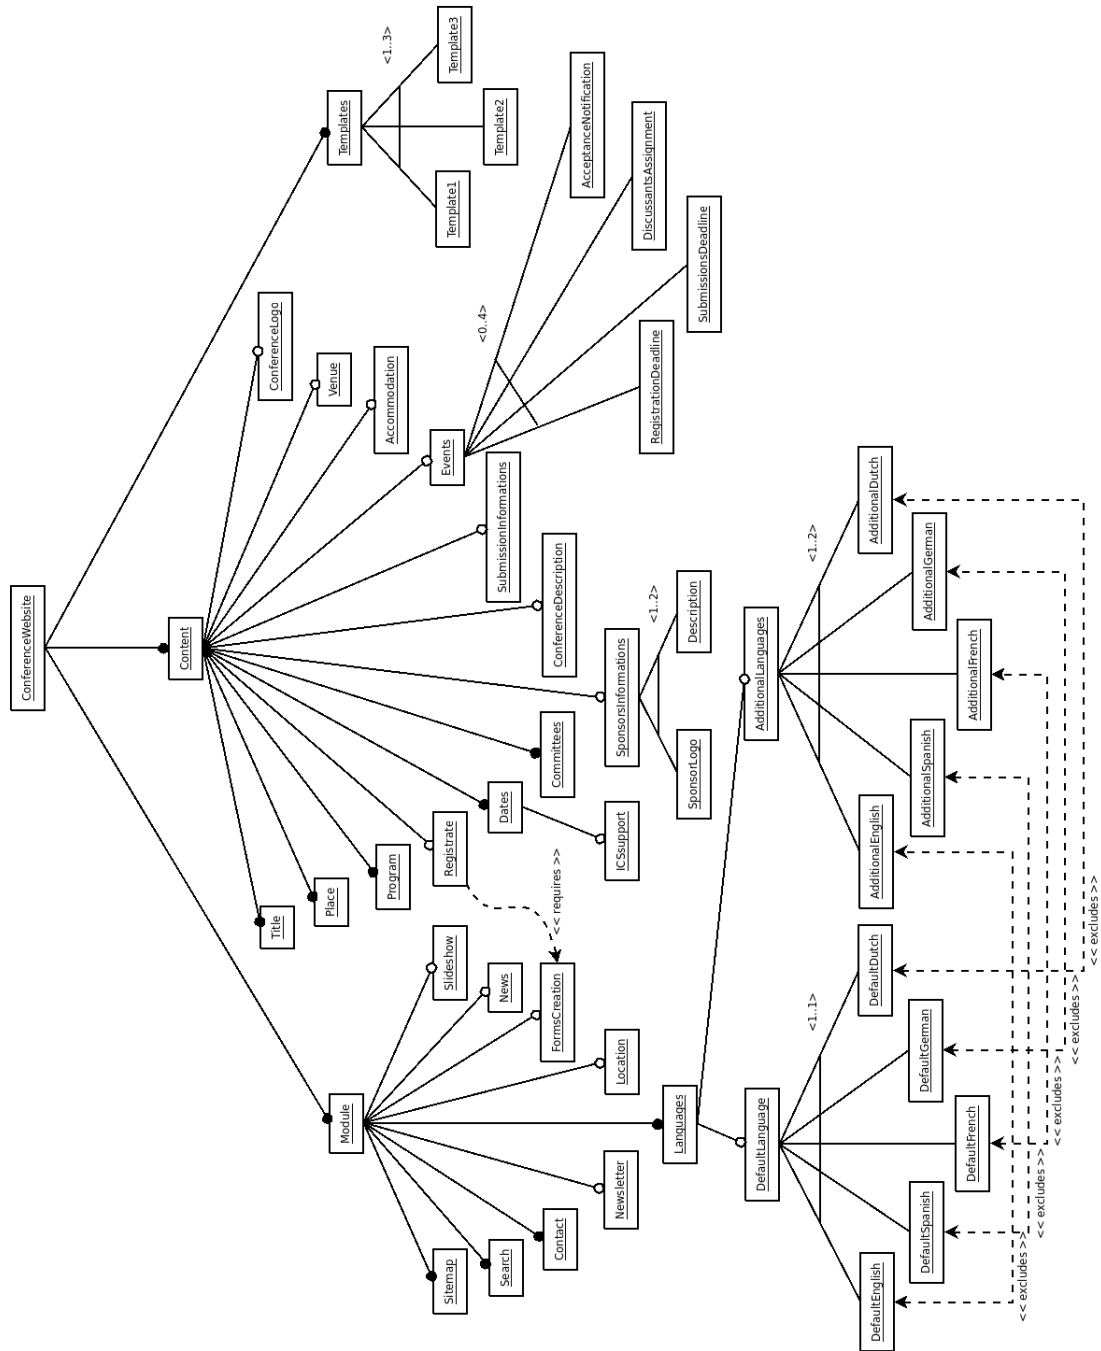 ConferenceWebsite
Module
Content
Templates
<1..3>
Template1
Template2
Template3
Sitemap
Search
Contact
Newsletter
Languages
Location
FormsCreation
News
Slideshow
Title
Place
Program
Registrate
<< requires >>
Dates
ICSsupport
Committees
SponsorsInformations
<1..2>
SponsorLogo
Description
ConferenceDescription
SubmissionInformations
Events
<0..4>
RegistrationDeadline
SubmissionsDeadline
DiscussantsAssignment
AcceptanceNotification
Accommodation
Venue
ConferenceLogo
DefaultLanguage
<1..1>
DefaultEnglish
DefaultSpanish
DefaultFrench
DefaultGerman
DefaultDutch
AdditionalLanguages
<1..2>
AdditionalEnglish
AdditionalSpanish
AdditionalFrench
AdditionalGerman
AdditionalDutch
<< excludes >>
<< excludes >>
<< excludes >>
<< excludes >>
<< excludes >>